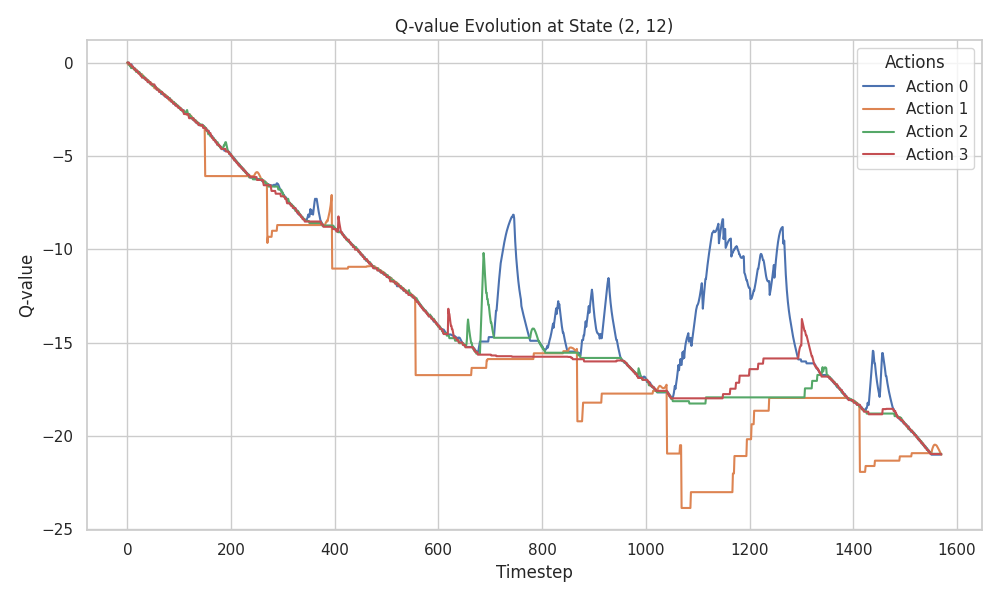 Q-value Evolution at State (2, 12)
Actions
Action 0
Action 1
Action 2
Action 3
Q-value
0
−5
−10
−15
−20
−25
0 200 400 600 800 1000 1200 1400 1600
Timestep